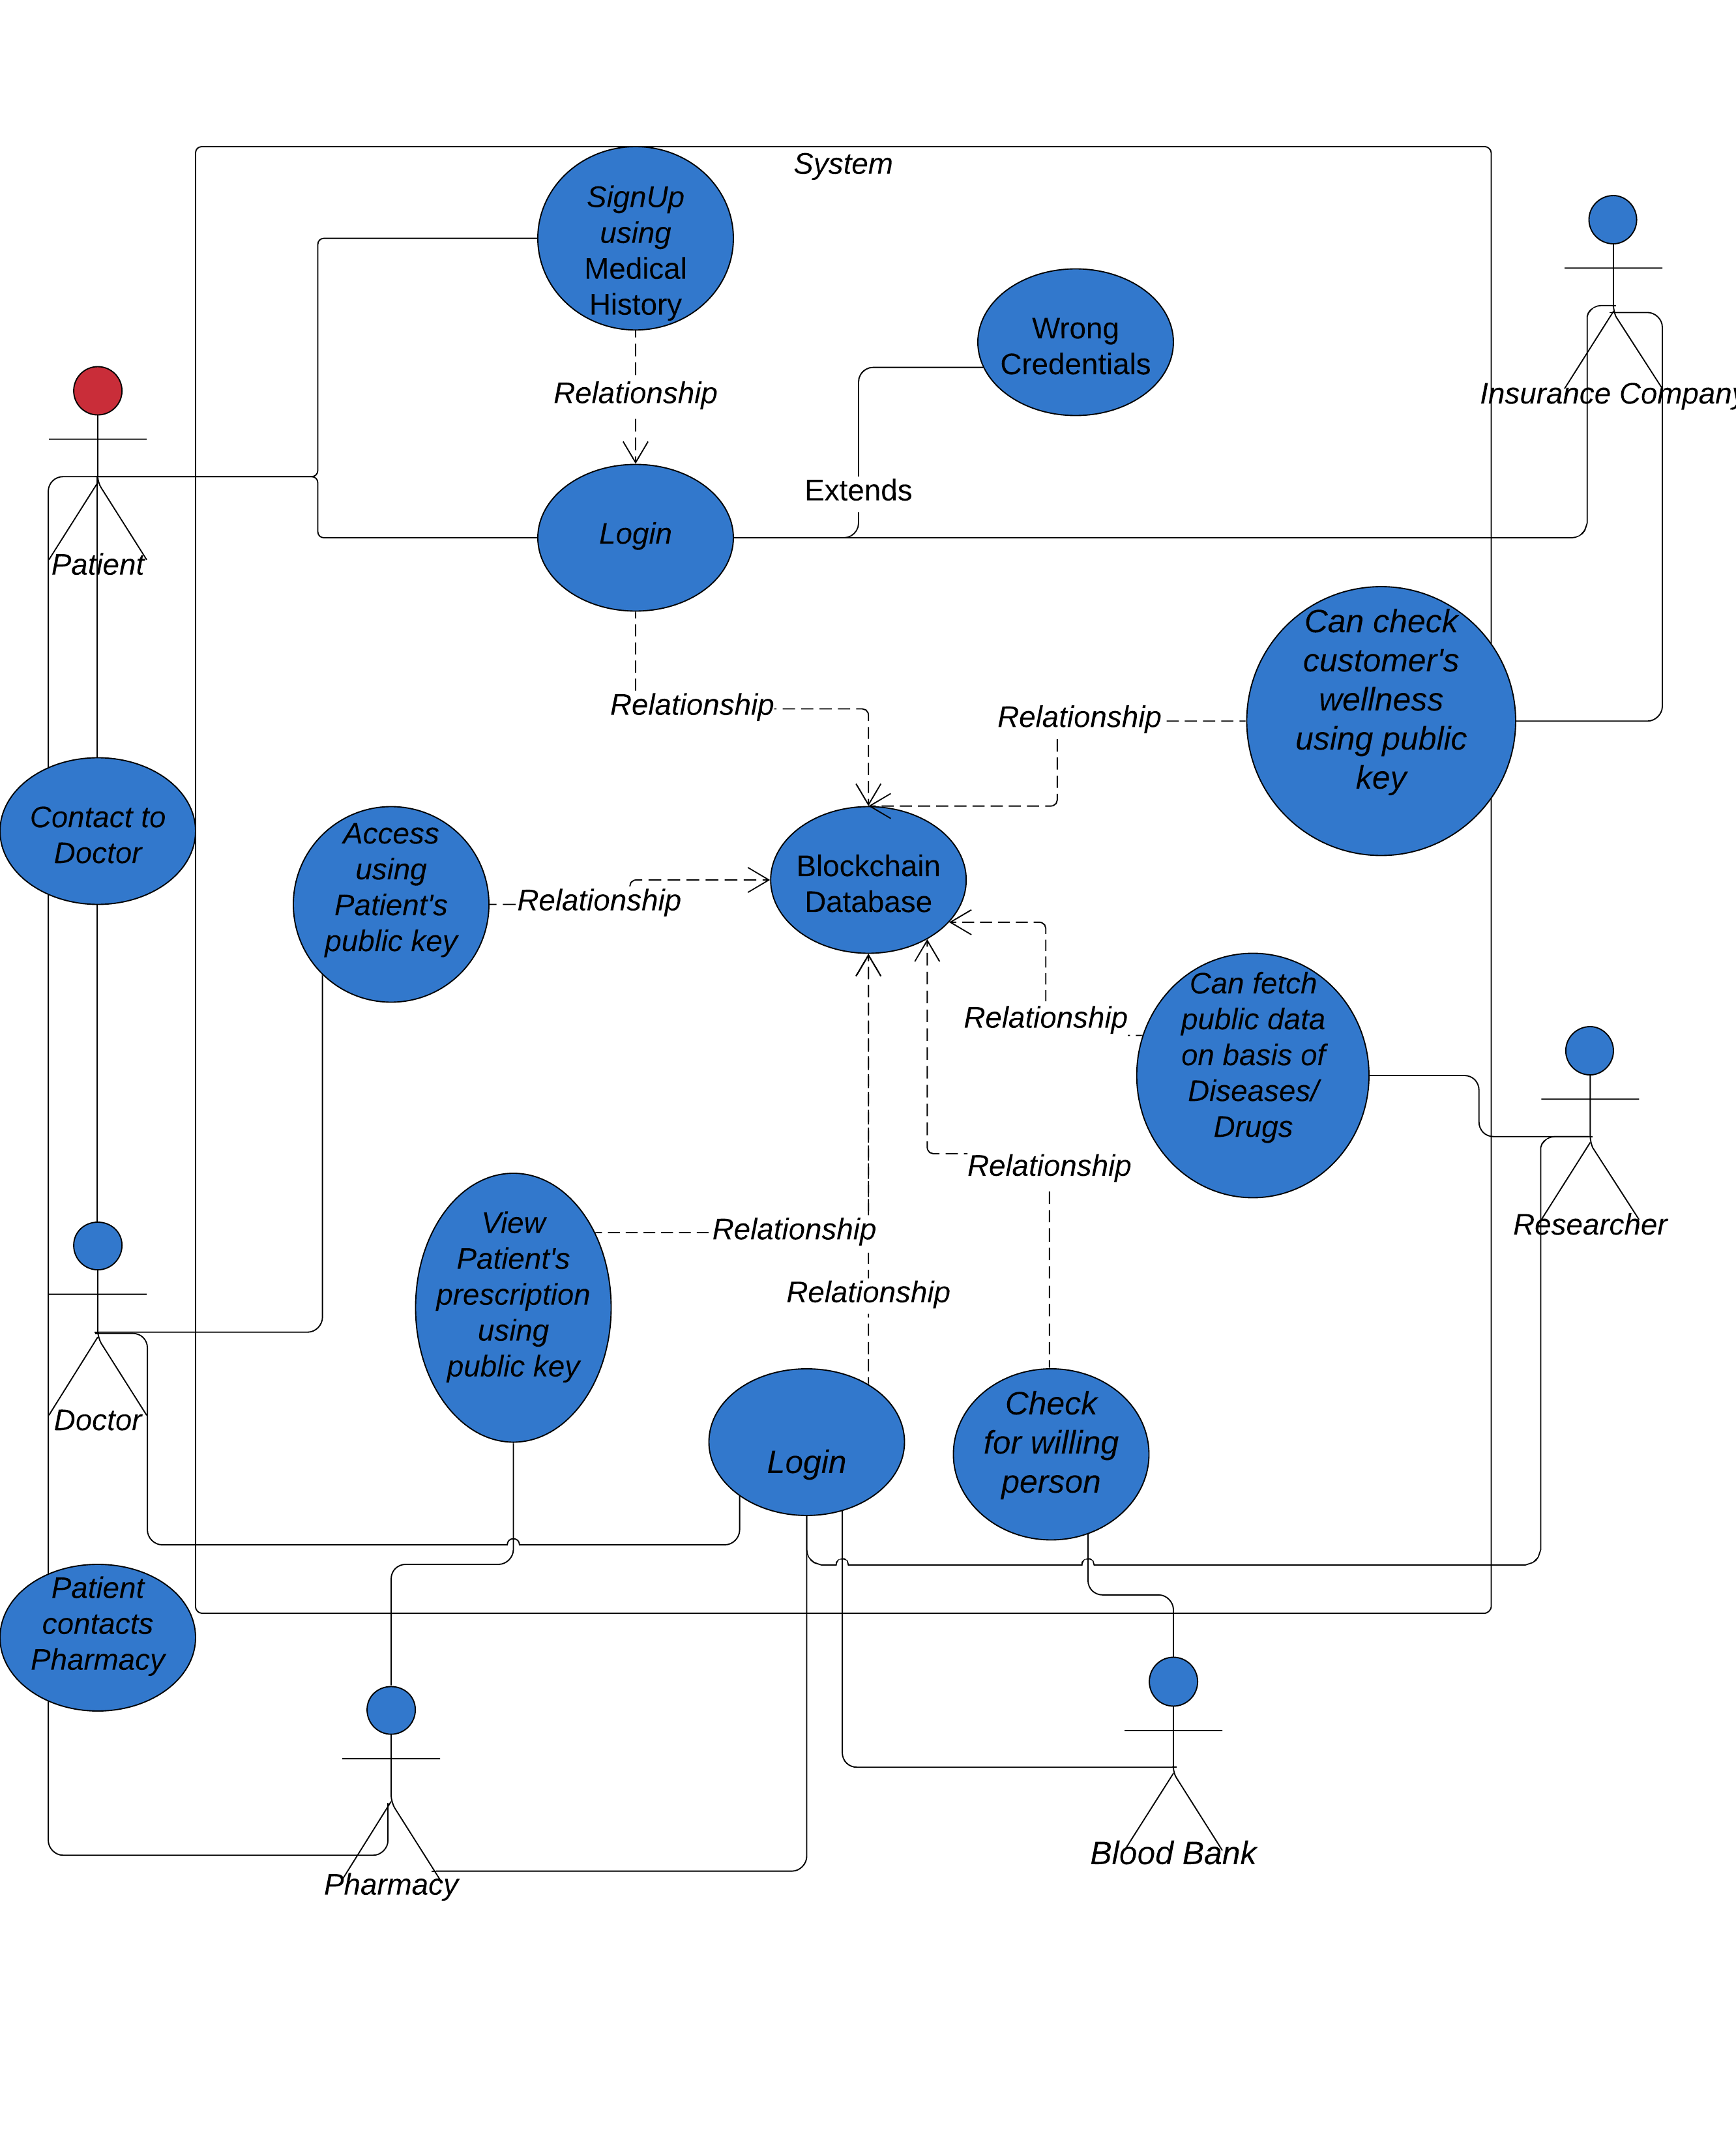 System
SignUp
using
Medical
History
Wrong
Credentials
Insurance Company
Relationship
Extends
Login
Patient
Can check
customer's
wellness
using public
key
Relationship
Relationship
Contact to
Doctor
Access
using
Patient's
public key
Relationship
Blockchain
Database
Can fetch
public data
on basis of
Diseases/
Drugs
Relationship
Relationship
Researcher
View
Patient's
prescription
using
public key
Relationship
Relationship
Doctor
Login
Check
for willing
person
Patient
contacts
Pharmacy
Blood Bank
Pharmacy